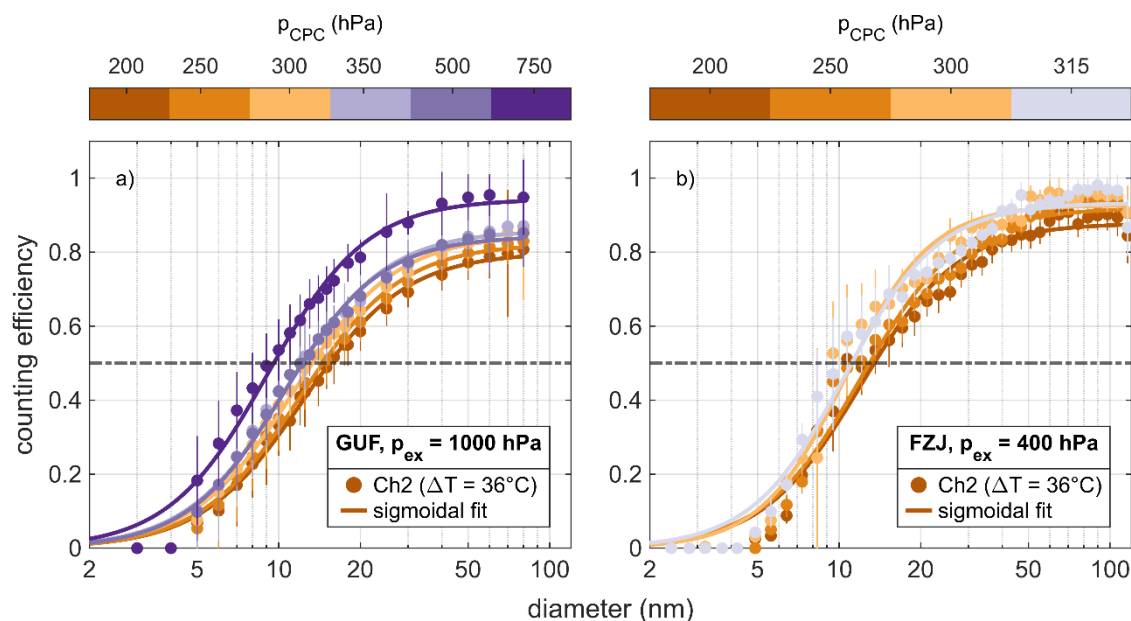 p_CPC (hPa)
200 250 300 350 500 750
p_CPC (hPa)
200 250 300 315
a)
b)
counting efficiency
1
0.8
0.6
0.4
0.2
0
GUF, p_ex = 1000 hPa
Ch2 (ΔT = 36°C)
sigmoidal fit
2 5 10 20 50 100
1
0.8
0.6
0.4
0.2
0
FZJ, p_ex = 400 hPa
Ch2 (ΔT = 36°C)
sigmoidal fit
2 5 10 20 50 100
diameter (nm)